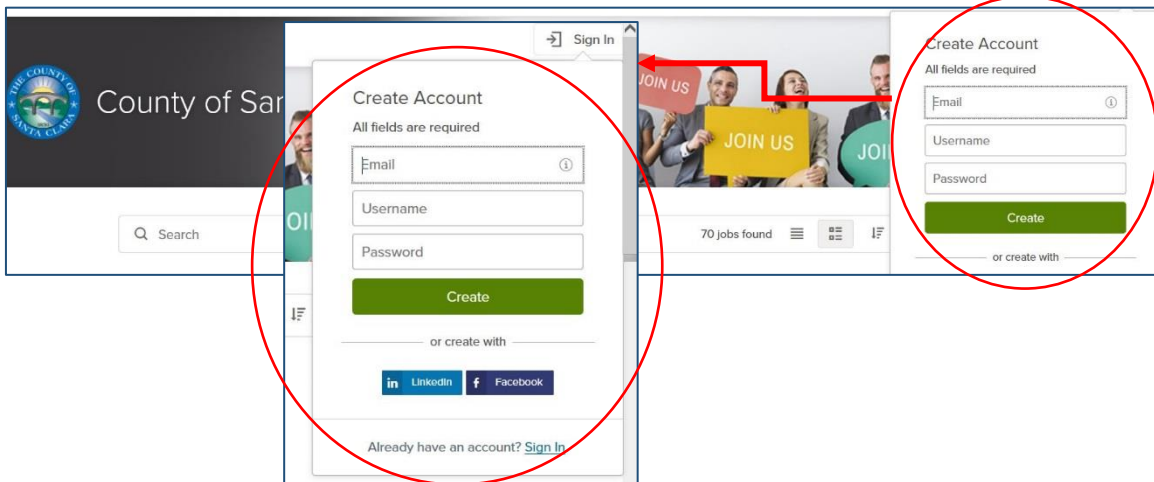 THE COUNTY OF
SANTA CLARA
County of Sar
Search
Sign In
Create Account
All fields are required
Email
Username
Password
Create
or create with
in LinkedIn
f Facebook
Already have an account? Sign In
OIN US
JOIN US
JOI
70 jobs found
Create Account
All fields are required
Email
Username
Password
Create
or create with